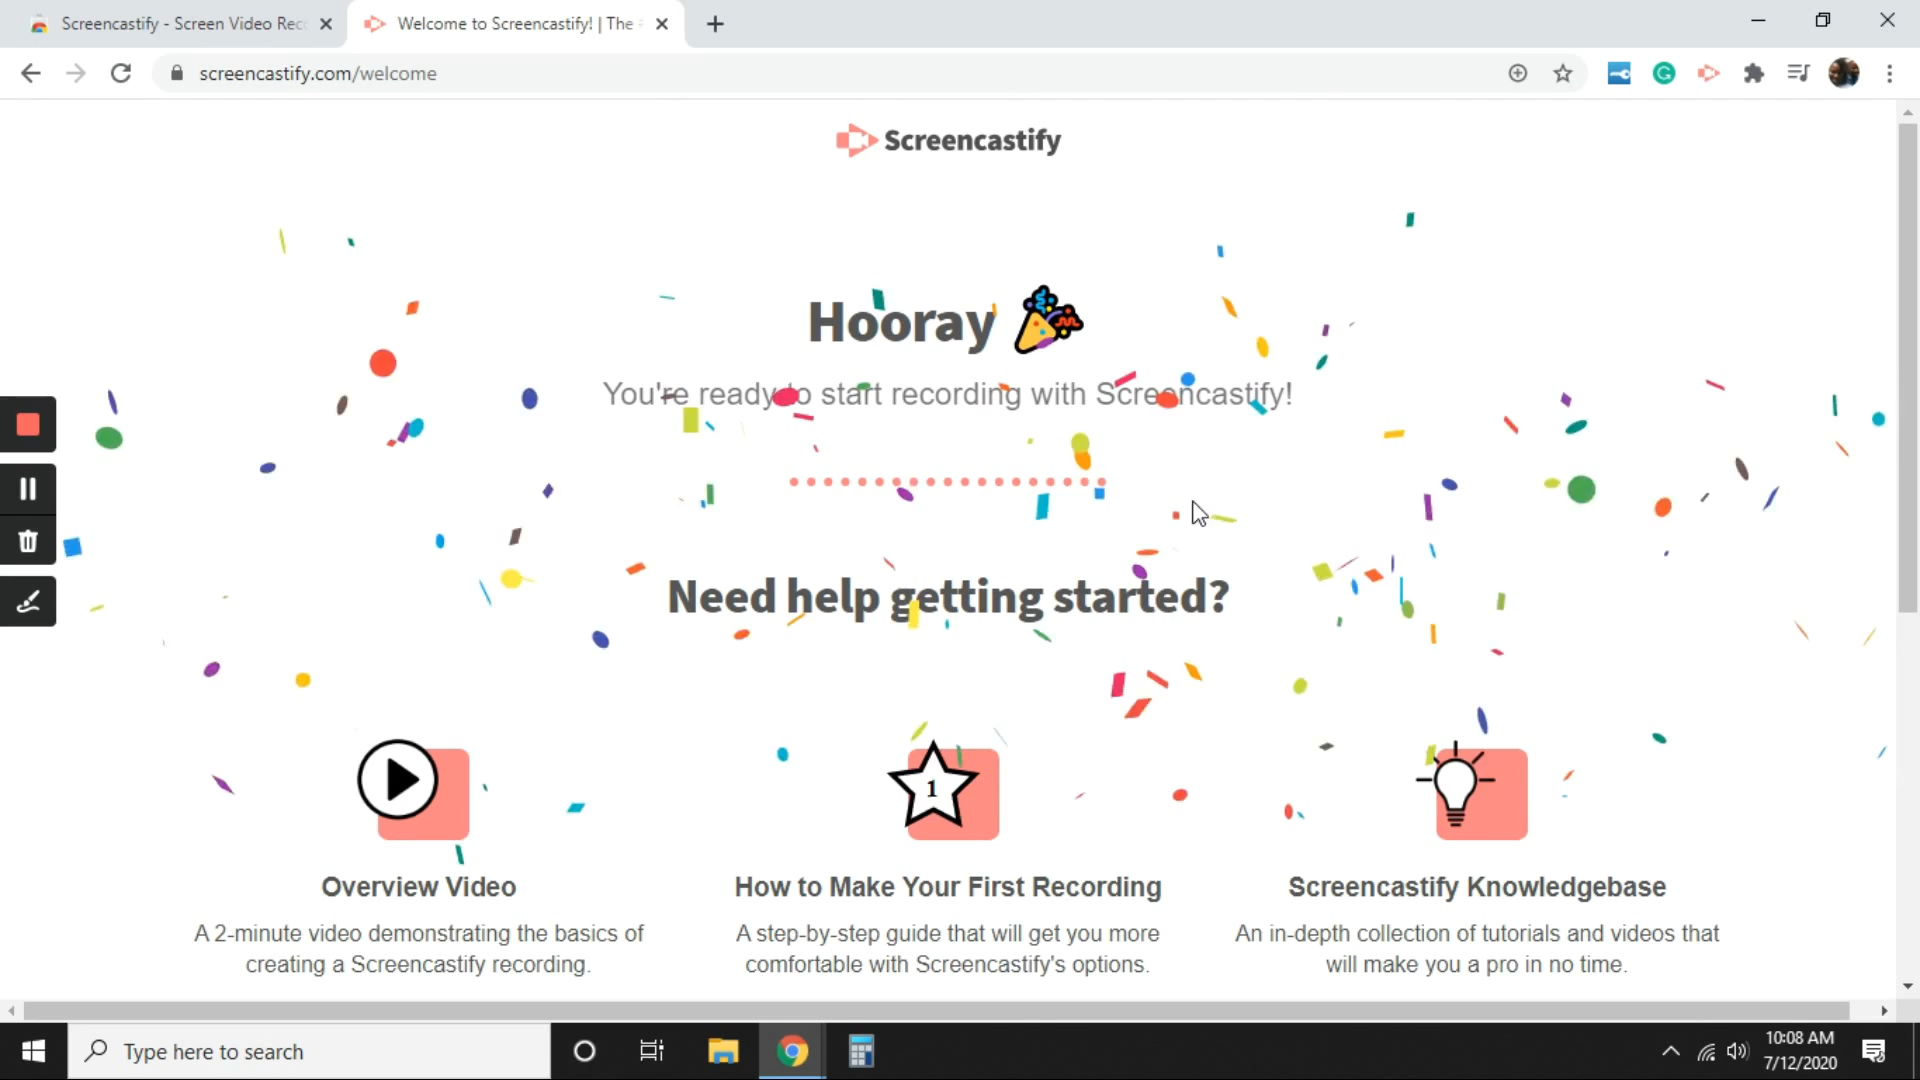 Screencastify - Screen Video Rec
Welcome to Screencastify! | The
screencastify.com/welcome
Screencastify
Hooray
You're ready to start recording with Screencastify!
Need help getting started?
1
Overview Video
A 2-minute video demonstrating the basics of
creating a Screencastify recording.
How to Make Your First Recording
A step-by-step guide that will get you more
comfortable with Screencastify's options.
Screencastify Knowledgebase
An in-depth collection of tutorials and videos that
will make you a pro in no time.
Type here to search
10:08 AM
7/12/2020